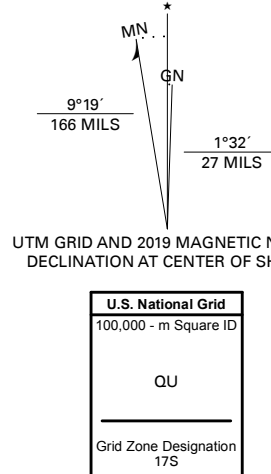 ★
MN
GN
9°19´
166 MILS
1°32´
27 MILS
UTM GRID AND 2019 MAGNETIC N
DECLINATION AT CENTER OF SH
U.S. National Grid
100,000 - m Square ID
QU
Grid Zone Designation
17S